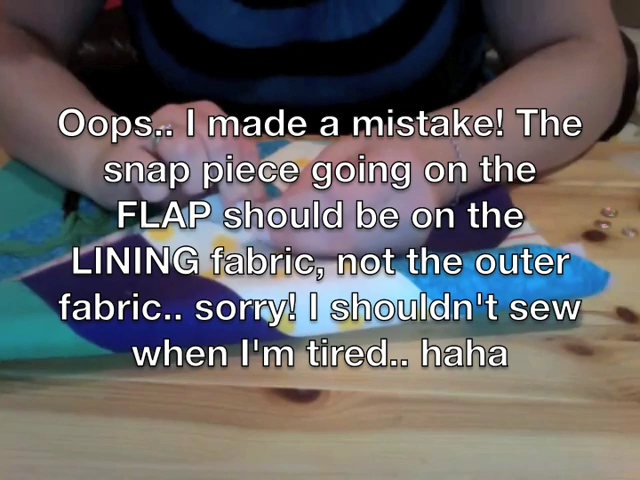 Oops.. I made a mistake! The
snap piece going on the
FLAP should be on the
LINING fabric, not the outer
fabric.. sorry! I shouldn't sew
when I'm tired.. haha